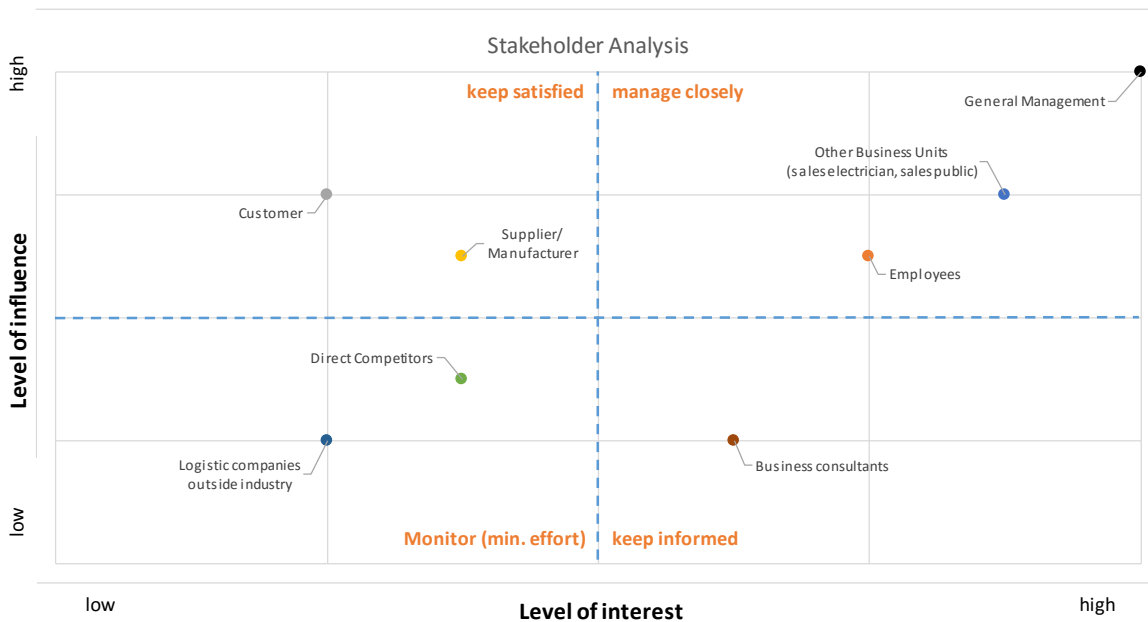 Stakeholder Analysis
high
keep satisfied
manage closely
General Management
Other Business Units
(sales electrician, sales public)
Customer
Supplier/
Manufacturer
Employees
Level of influence
Direct Competitors
Logistic companies
outside industry
Business consultants
low
Monitor (min. effort)
keep informed
low
Level of interest
high